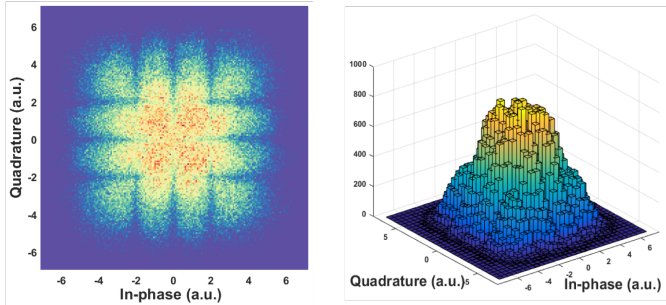 6
4
2
0
-2
-4
-6
Quadrature (a.u.)
-6 -4 -2 0 2 4 6
In-phase (a.u.)
1000
800
600
400
200
0
5
0
-5
Quadrature (a.u.)
-6 -4 -2 0 2 4 6
In-phase (a.u.)